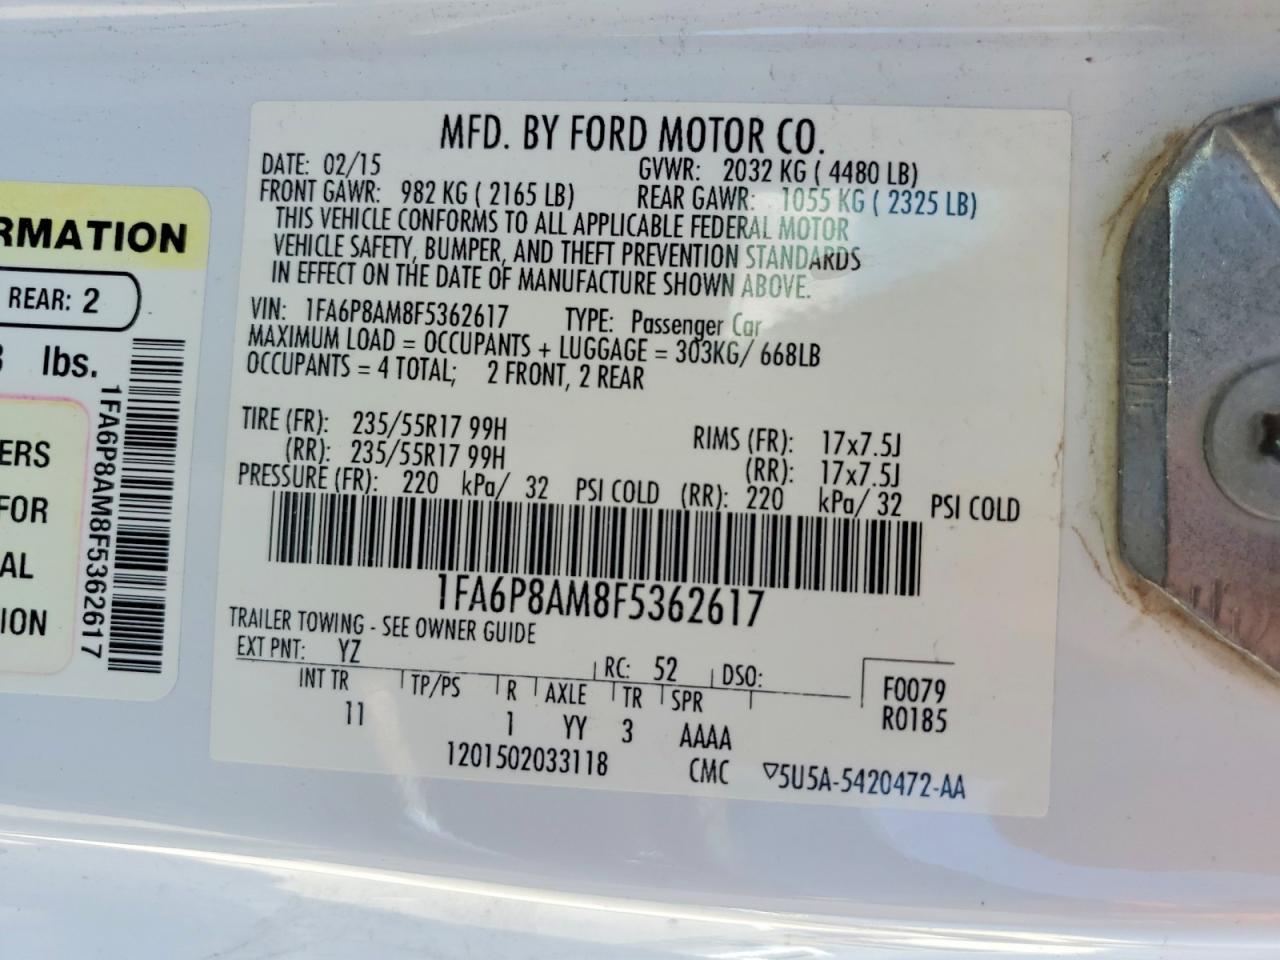 MFD. BY FORD MOTOR CO.
DATE: 02/15 GVWR: 2032 KG ( 4480 LB)
FRONT GAWR: 982 KG ( 2165 LB) REAR GAWR: 1055 KG ( 2325 LB)
THIS VEHICLE CONFORMS TO ALL APPLICABLE FEDERAL MOTOR
VEHICLE SAFETY, BUMPER, AND THEFT PREVENTION STANDARDS
IN EFFECT ON THE DATE OF MANUFACTURE SHOWN ABOVE.
VIN: 1FA6P8AM8F5362617 TYPE: Passenger Car
MAXIMUM LOAD = OCCUPANTS + LUGGAGE = 303KG/ 668LB
OCCUPANTS = 4 TOTAL; 2 FRONT, 2 REAR
TIRE (FR): 235/55R17 99H RIMS (FR): 17x7.5J
(RR): 235/55R17 99H (RR): 17x7.5J
PRESSURE (FR): 220 kPa/ 32 PSI COLD (RR): 220 kPa/ 32 PSI COLD
1FA6P8AM8F5362617
TRAILER TOWING - SEE OWNER GUIDE
EXT PNT: YZ RC: 52 DSO:
INT TR TP/PS R AXLE TR SPR
11 1 YY 3 AAAA
F0079
R0185
1201502033118 CMC ▽5U5A-5420472-AA
RMATION
REAR: 2
lbs.
1FA6P8AM8F5362617
ERS
FOR
AL
ION